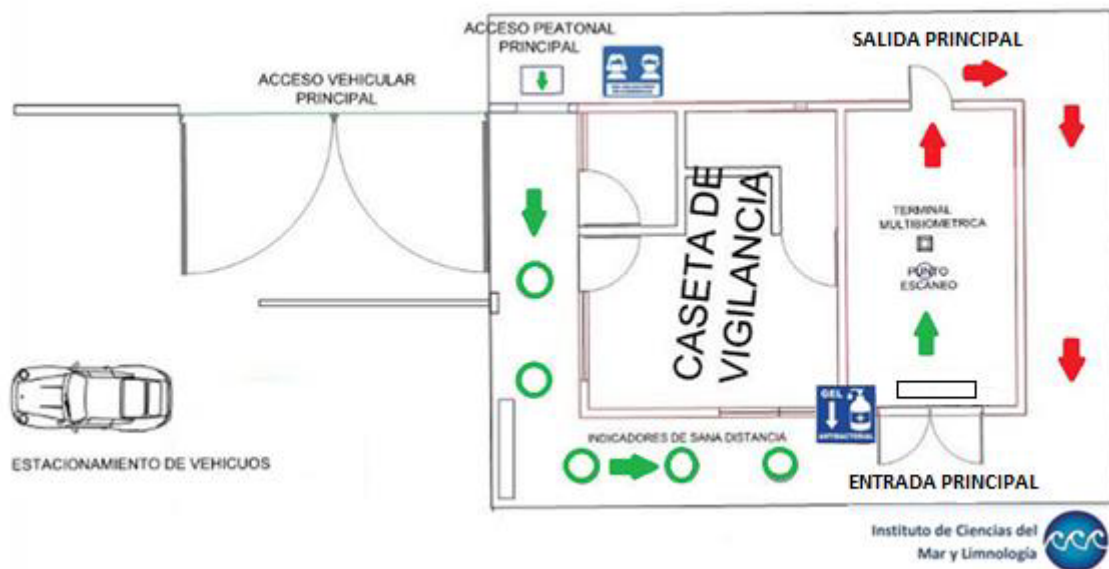 ACCESO PEATONAL
PRINCIPAL
SALIDA PRINCIPAL
ACCESO VEHICULAR
PRINCIPAL
CASETA DE
VIGILANCIA
TERMINAL
MULTIBIOMETRICA
PUNTO
ESCANEO
GEL
ANTIBACTERIAL
INDICADORES DE SANA DISTANCIA
ESTACIONAMIENTO DE VEHICUOS
ENTRADA PRINCIPAL
Instituto de Ciencias del
Mar y Limnología